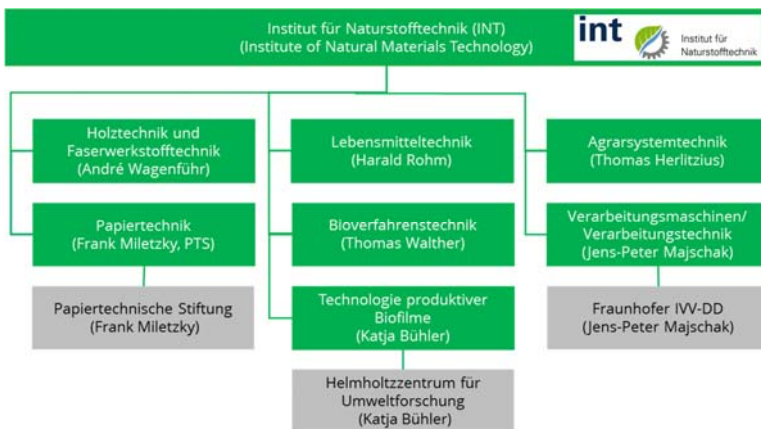 Institut für Naturstofftechnik (INT)
(Institute of Natural Materials Technology)
int
Institut für
Naturstofftechnik
Holztechnik und
Faserwerkstofftechnik
(André Wagenführ)
Lebensmitteltechnik
(Harald Rohm)
Agrarsystemtechnik
(Thomas Herlitzius)
Papiertechnik
(Frank Miletzky, PTS)
Bioverfahrenstechnik
(Thomas Walther)
Verarbeitungsmaschinen/
Verarbeitungstechnik
(Jens-Peter Majschak)
Papiertechnische Stiftung
(Frank Miletzky)
Technologie produktiver
Biofilme
(Katja Bühler)
Fraunhofer IVV-DD
(Jens-Peter Majschak)
Helmholtzzentrum für
Umweltforschung
(Katja Bühler)